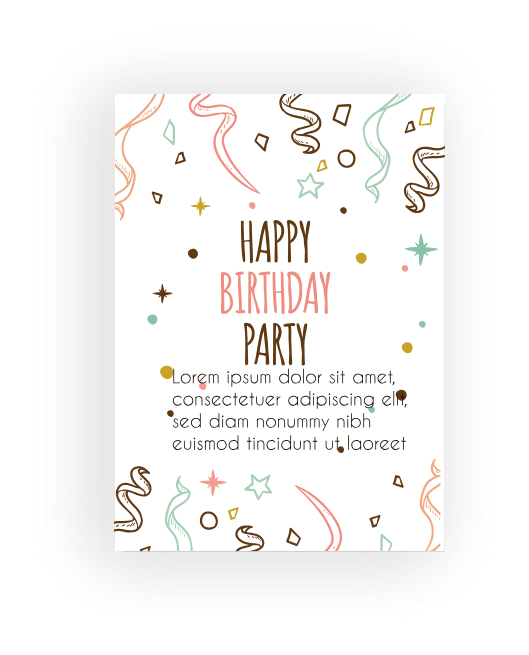 HAPPY
BIRTHDAY
PARTY
Lorem ipsum dolor sit amet,
consectetuer adipiscing elit,
sed diam nonummy nibh
euismod tincidunt ut laoreet